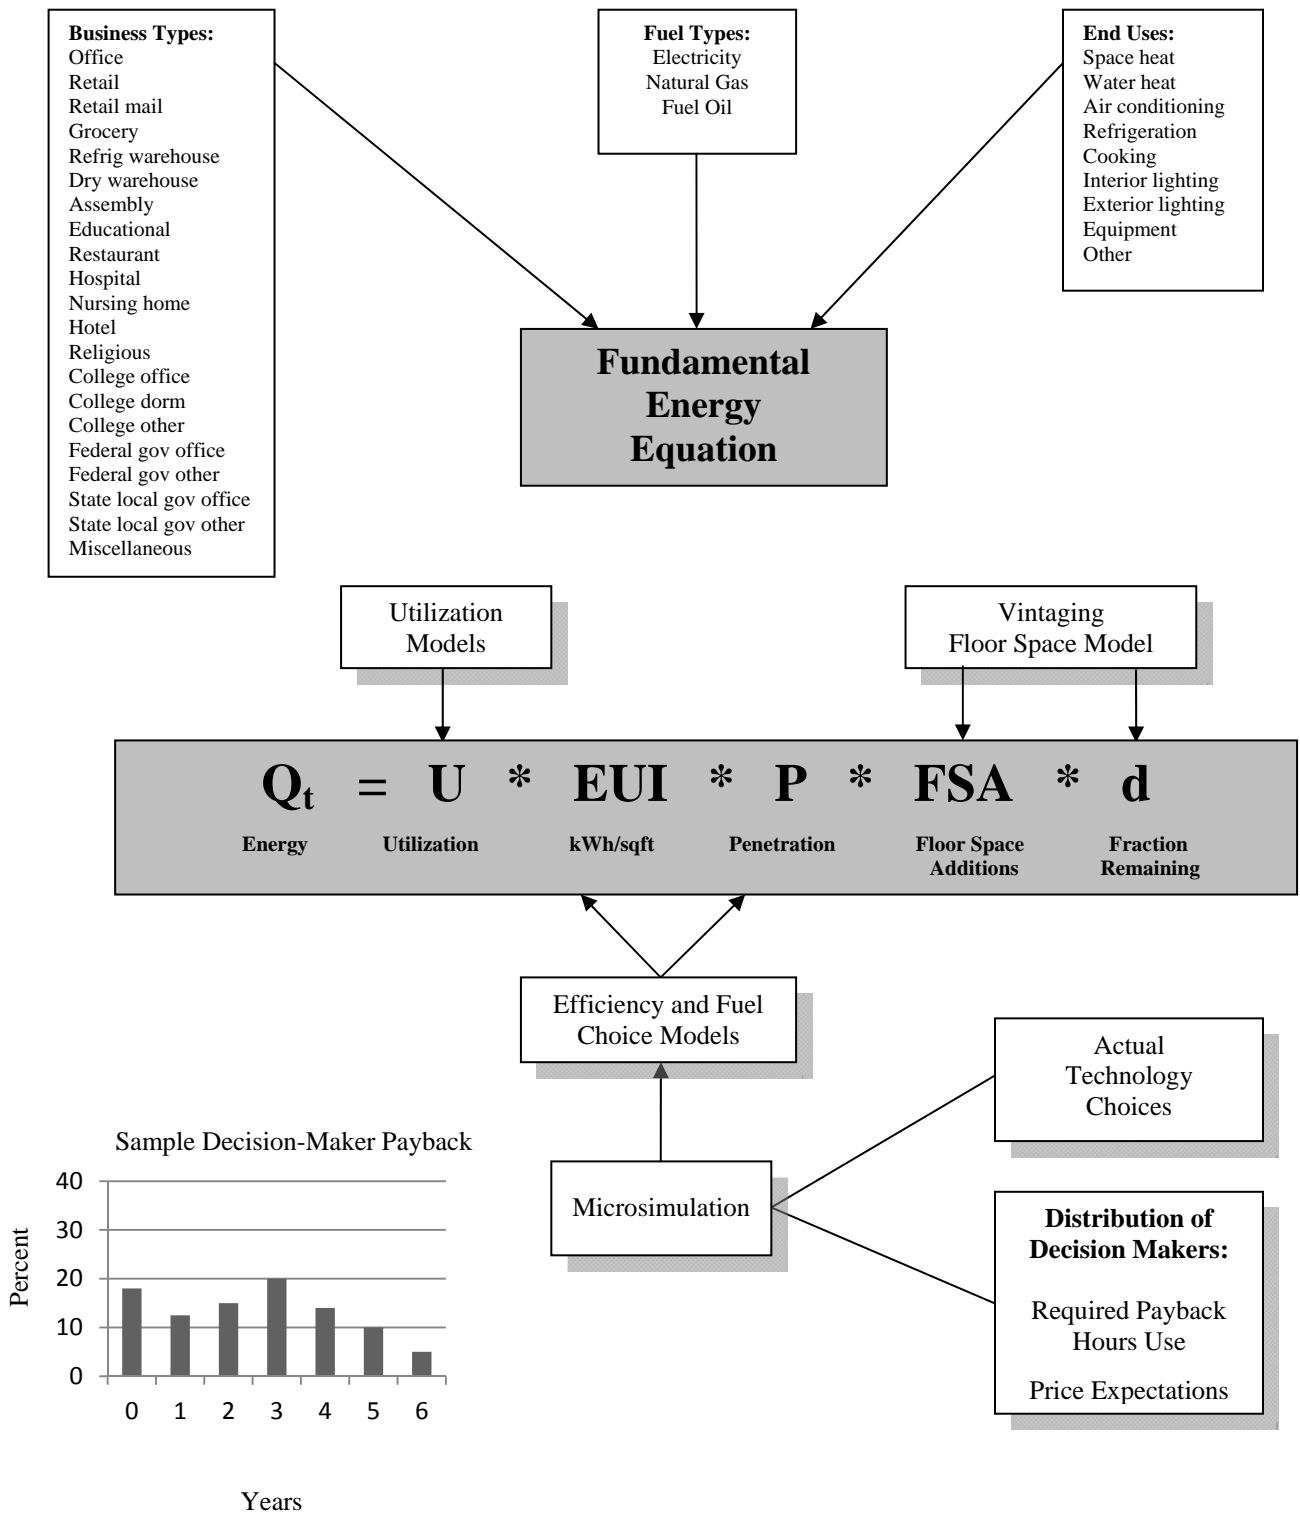 Business Types:
Office
Retail
Retail mail
Grocery
Refrig warehouse
Dry warehouse
Assembly
Educational
Restaurant
Hospital
Nursing home
Hotel
Religious
College office
College dorm
College other
Federal gov office
Federal gov other
State local gov office
State local gov other
Miscellaneous
Fuel Types:
Electricity
Natural Gas
Fuel Oil
End Uses:
Space heat
Water heat
Air conditioning
Refrigeration
Cooking
Interior lighting
Exterior lighting
Equipment
Other
Fundamental
Energy
Equation
Utilization
Models
Vintaging
Floor Space Model
Qt = U * EUI * P * FSA * d
Energy Utilization kWh/sqft Penetration Floor Space Fraction
Additions Remaining
Efficiency and Fuel
Choice Models
Actual
Technology
Choices
Microsimulation
Distribution of
Decision Makers:
Required Payback
Hours Use
Price Expectations
Sample Decision-Maker Payback
Percent
40
30
20
10
0
0 1 2 3 4 5 6
Years